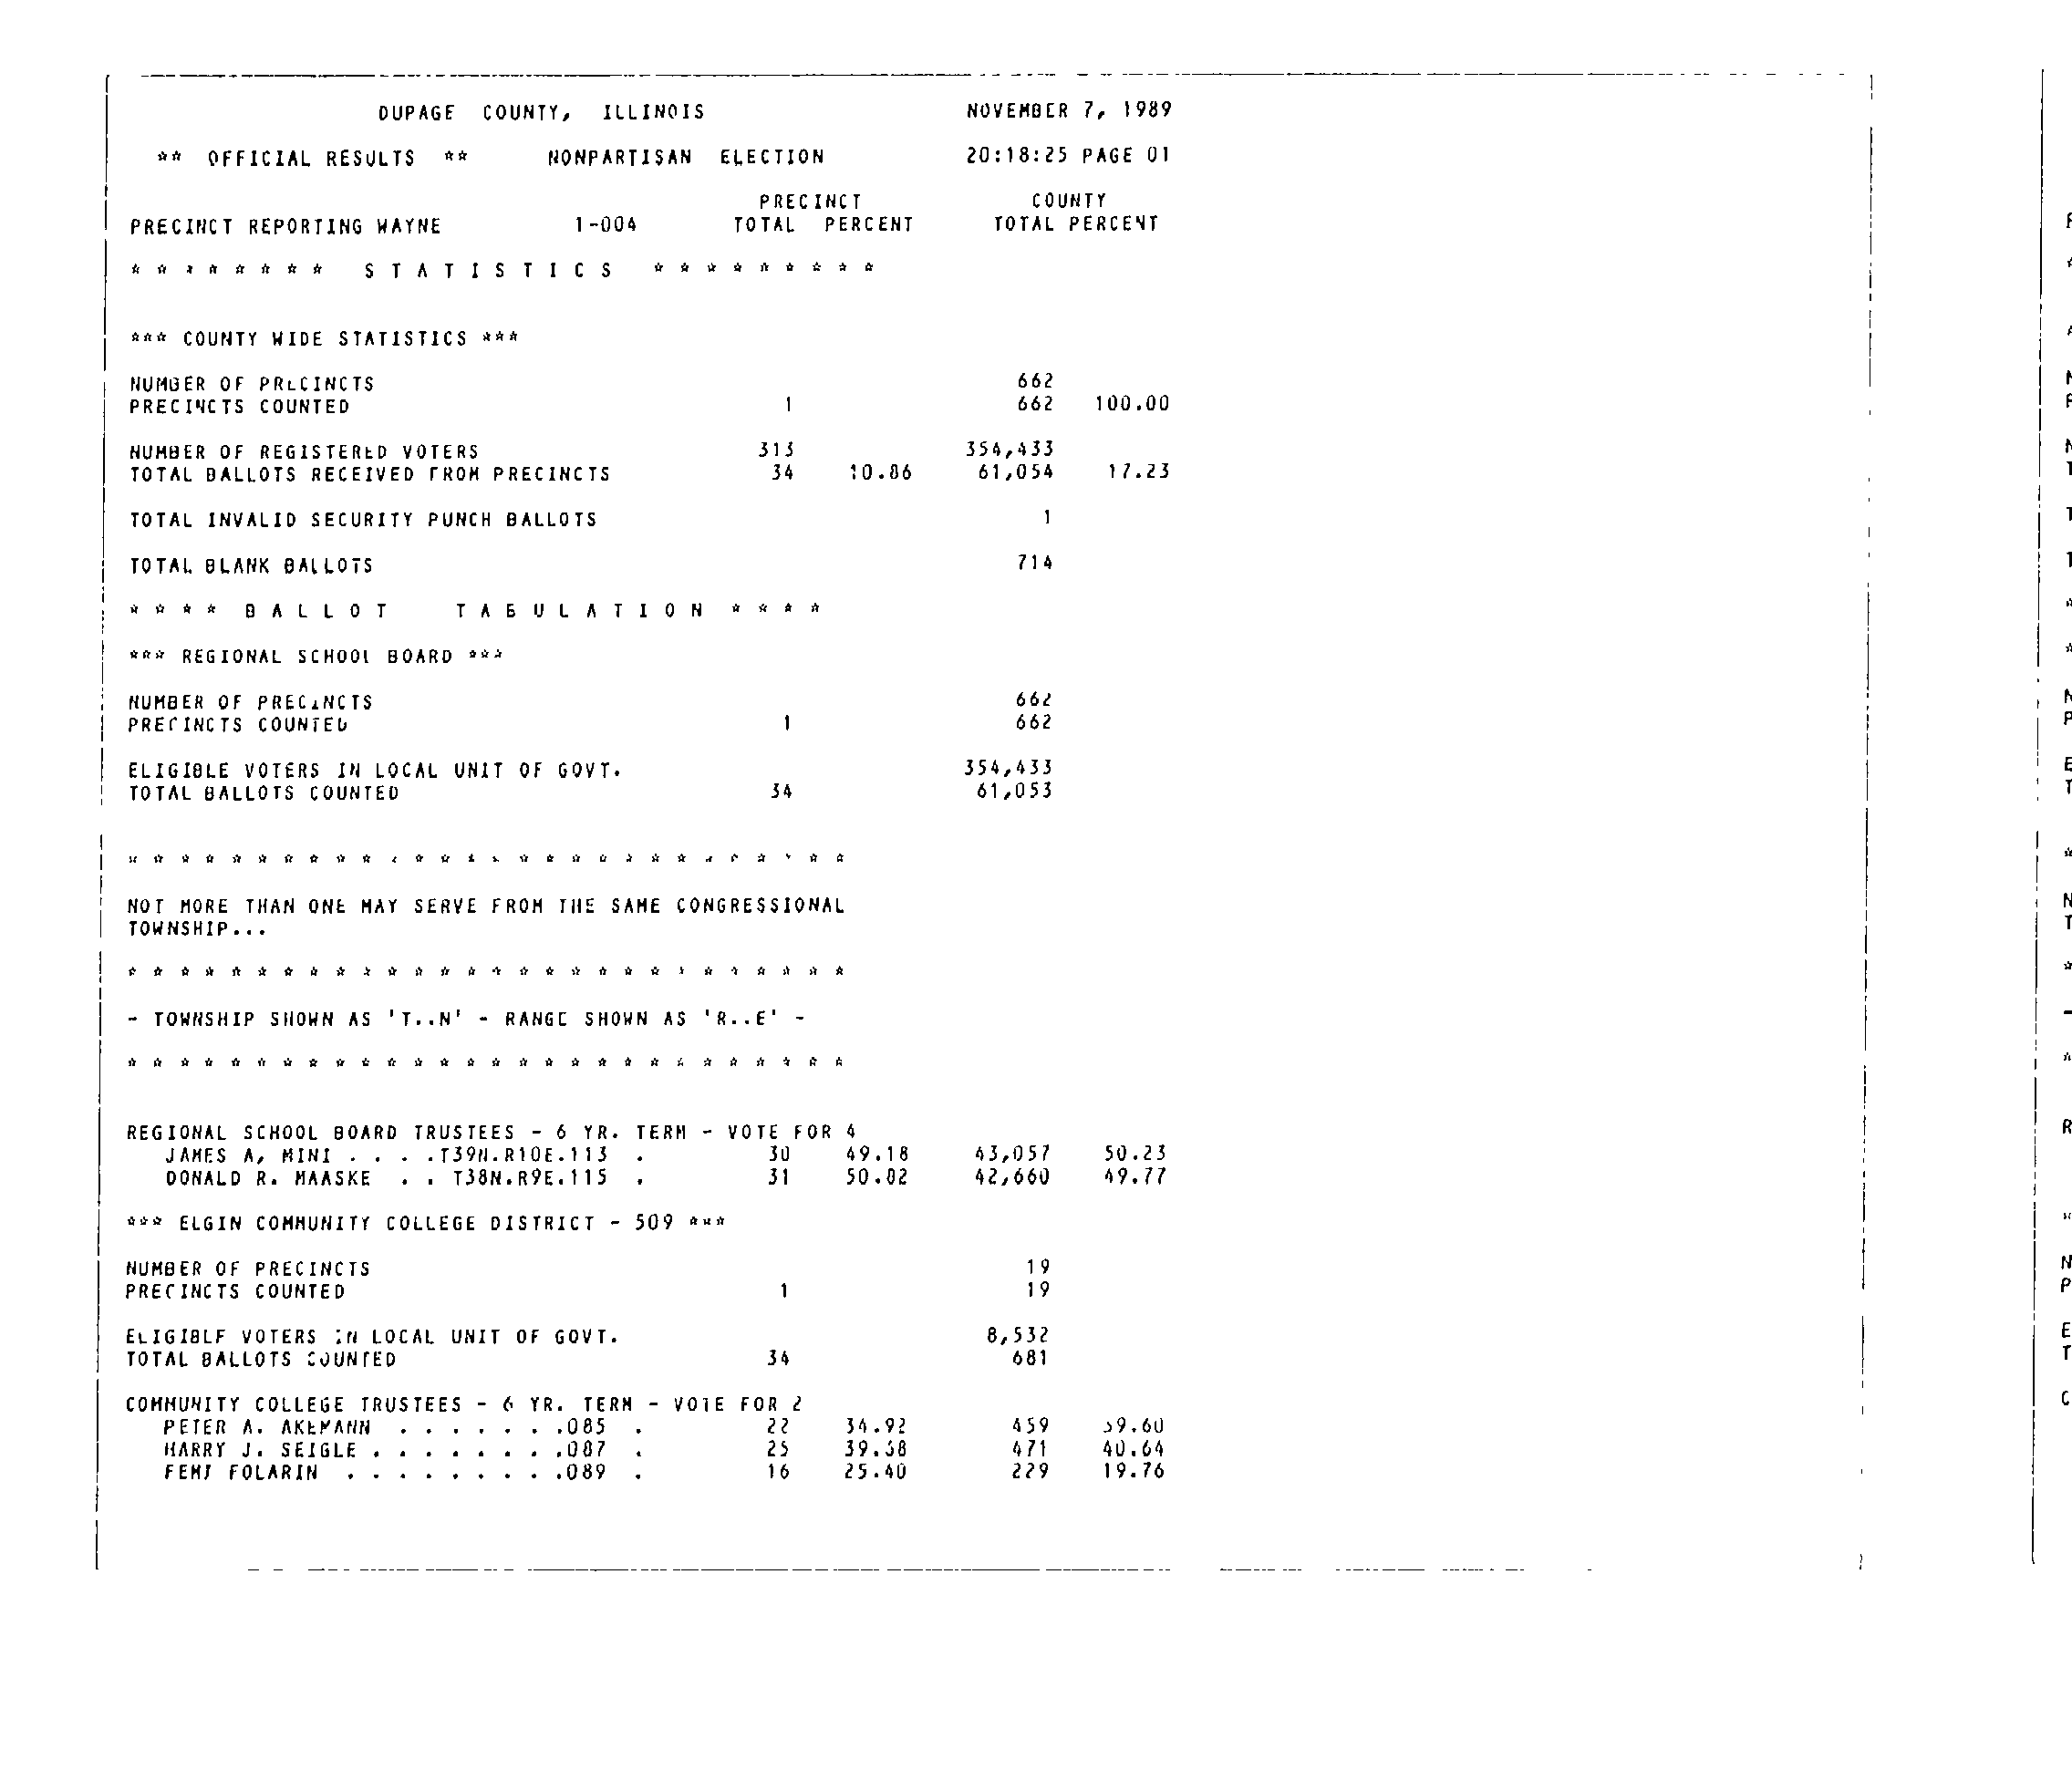 DUPAGE COUNTY, ILLINOIS NOVEMBER 7, 1989
** OFFICIAL RESULTS ** NONPARTISAN ELECTION 20:18:25 PAGE 01
PRECINCT COUNTY
PRECINCT REPORTING WAYNE 1-004 TOTAL PERCENT TOTAL PERCENT
* * * * * * * * S T A T I S T I C S * * * * * * * * *
*** COUNTY WIDE STATISTICS ***
NUMBER OF PRECINCTS 662
PRECINCTS COUNTED 1 662 100.00
NUMBER OF REGISTERED VOTERS 313 354,433
TOTAL BALLOTS RECEIVED FROM PRECINCTS 34 10.86 61,054 17.23
TOTAL INVALID SECURITY PUNCH BALLOTS 1
TOTAL BLANK BALLOTS 714
* * * * B A L L O T T A B U L A T I O N * * * *
*** REGIONAL SCHOOL BOARD ***
NUMBER OF PRECINCTS 662
PRECINCTS COUNTED 1 662
ELIGIBLE VOTERS IN LOCAL UNIT OF GOVT. 354,433
TOTAL BALLOTS COUNTED 34 61,053
* * * * * * * * * * * * * * * * * * * * * * * * * * * *
NOT MORE THAN ONE MAY SERVE FROM THE SAME CONGRESSIONAL
TOWNSHIP...
* * * * * * * * * * * * * * * * * * * * * * * * * * * *
- TOWNSHIP SHOWN AS 'T..N' - RANGE SHOWN AS 'R..E' -
* * * * * * * * * * * * * * * * * * * * * * * * * * * *
REGIONAL SCHOOL BOARD TRUSTEES - 6 YR. TERM - VOTE FOR 4
JAMES A, MINI . . . .T39N.R10E.113 . 30 49.18 43,057 50.23
DONALD R. MAASKE . . T38N.R9E.115 . 31 50.82 42,660 49.77
*** ELGIN COMMUNITY COLLEGE DISTRICT - 509 ***
NUMBER OF PRECINCTS 19
PRECINCTS COUNTED 1 19
ELIGIBLE VOTERS IN LOCAL UNIT OF GOVT. 8,532
TOTAL BALLOTS COUNTED 34 681
COMMUNITY COLLEGE TRUSTEES - 6 YR. TERM - VOTE FOR 2
PETER A. AKEMANN . . . . . . .085 . 22 34.92 459 39.60
HARRY J. SEIGLE . . . . . . . .087 . 25 39.68 471 40.64
FEMI FOLARIN . . . . . . . . .089 . 16 25.40 229 19.76